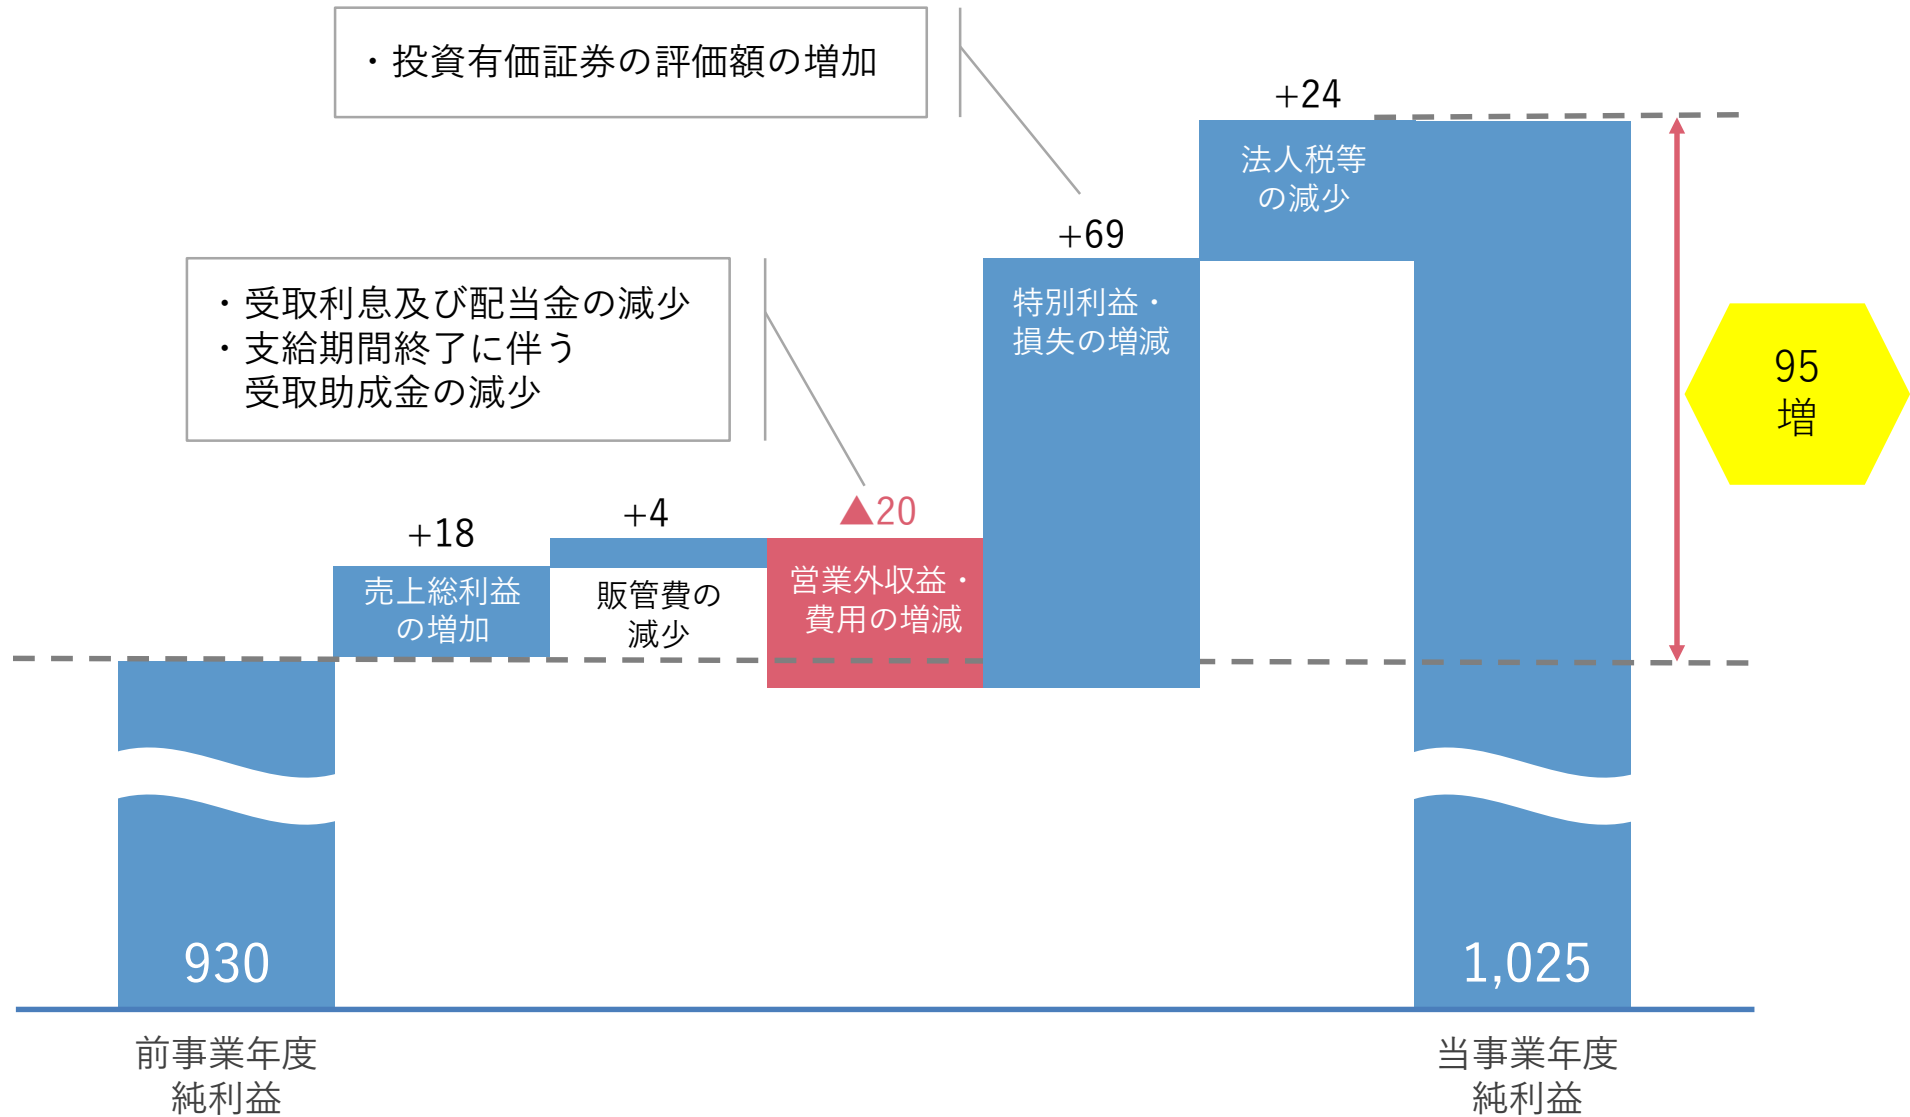 ・投資有価証券の評価額の増加
+24
法人税等
の減少
+69
特別利益・
損失の増減
・受取利息及び配当金の減少
・支給期間終了に伴う
受取助成金の減少
95
増
+18
売上総利益
の増加
+4
販管費の
減少
▲20
営業外収益・
費用の増減
930
1,025
前事業年度
純利益
当事業年度
純利益